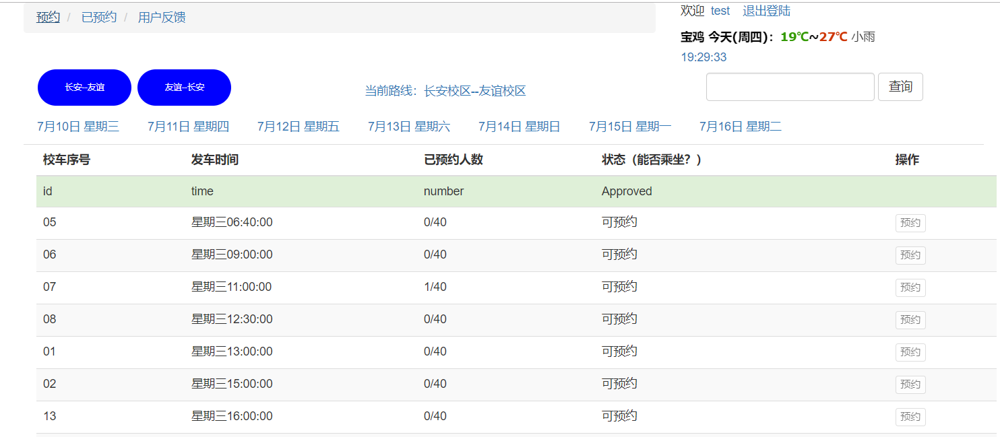 预约 / 已预约 / 用户反馈
欢迎 test 退出登陆
宝鸡 今天(周四)： 19℃~27℃ 小雨
19:29:33
长安--友谊 友谊--长安 当前路线：长安校区--友谊校区 查询
7月10日 星期三 7月11日 星期四 7月12日 星期五 7月13日 星期六 7月14日 星期日 7月15日 星期一 7月16日 星期二
校车序号 发车时间 已预约人数 状态（能否乘坐？） 操作
id time number Approved
05 星期三06:40:00 0/40 可预约 预约
06 星期三09:00:00 0/40 可预约 预约
07 星期三11:00:00 1/40 可预约 预约
08 星期三12:30:00 0/40 可预约 预约
01 星期三13:00:00 0/40 可预约 预约
02 星期三15:00:00 0/40 可预约 预约
13 星期三16:00:00 0/40 可预约 预约